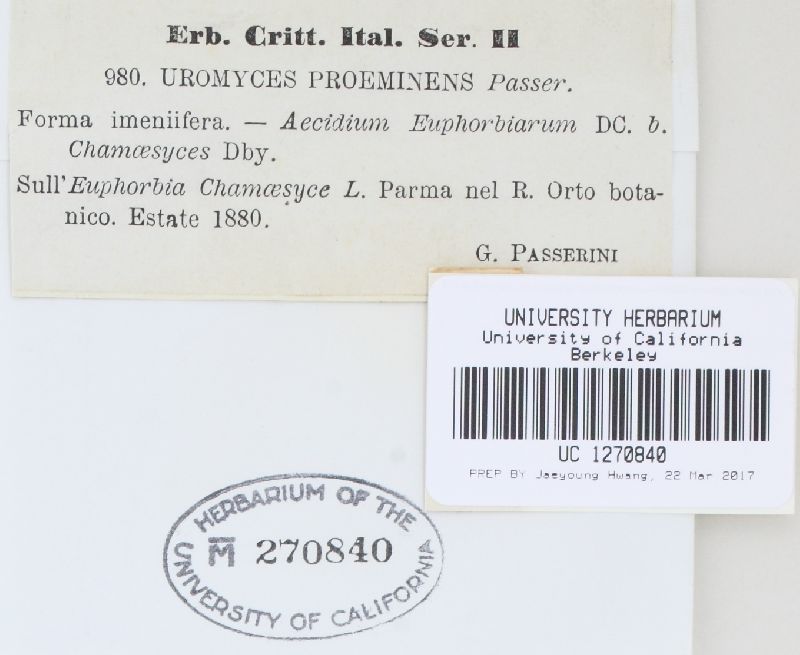 Erb. Critt. Ital. Ser. II
980. UROMYCES PROEMINENS Passer.
Forma imeniifera. — Aecidium Euphorbiarum DC. b.
Chamæsyces Dby.
Sull'Euphorbia Chamæsyce L. Parma nel R. Orto bota-
nico. Estate 1880.
G. PASSERINI
UNIVERSITY HERBARIUM
University of California
Berkeley
UC 1270840
PREP BY Jaeyoung Hwang, 22 Mar 2017
HERBARIUM OF THE
M 270840
UNIVERSITY OF CALIFORNIA